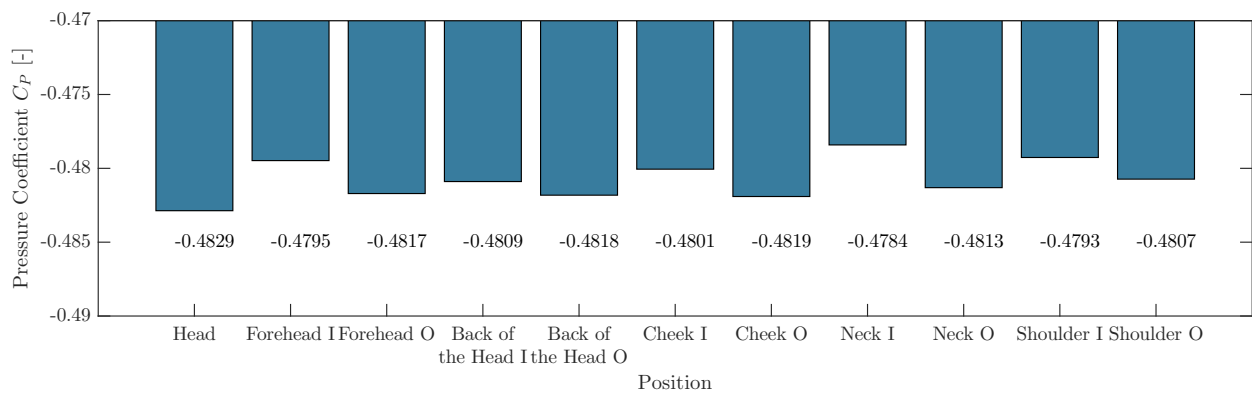 Pressure Coefficient C_P [-]
-0.47
-0.475
-0.48
-0.485
-0.49
-0.4829 -0.4795 -0.4817 -0.4809 -0.4818 -0.4801 -0.4819 -0.4784 -0.4813 -0.4793 -0.4807
Head Forehead I Forehead O Back of Back of Cheek I Cheek O Neck I Neck O Shoulder I Shoulder O
the Head I the Head O
Position